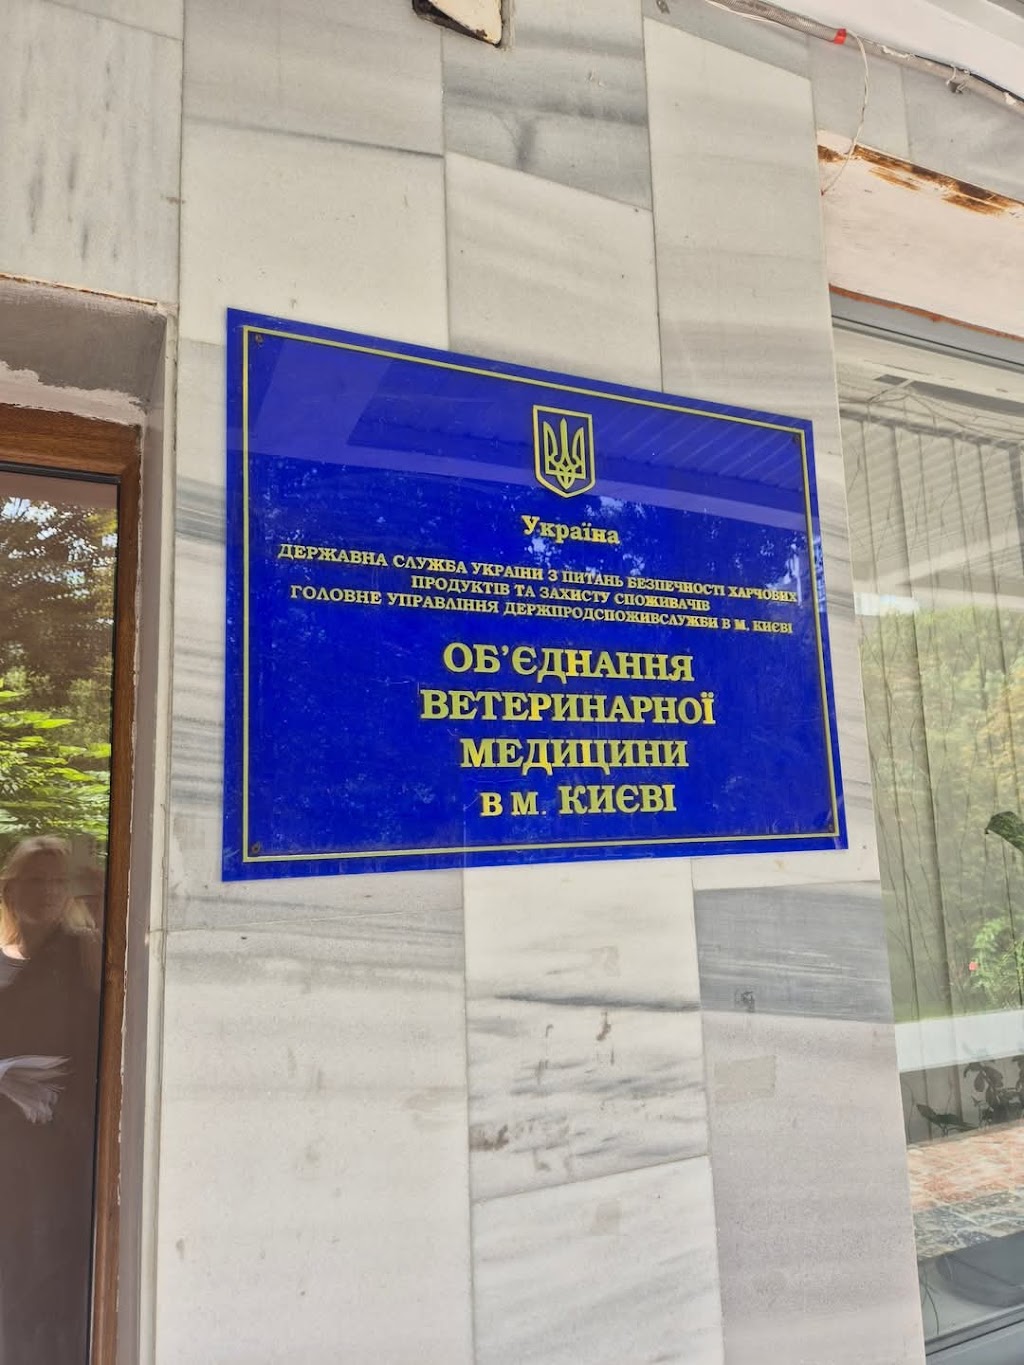 Україна
ДЕРЖАВНА СЛУЖБА УКРАЇНИ З ПИТАНЬ БЕЗПЕЧНОСТІ ХАРЧОВИХ
ПРОДУКТІВ ТА ЗАХИСТУ СПОЖИВАЧІВ
ГОЛОВНЕ УПРАВЛІННЯ ДЕРЖПРОДСПОЖИВСЛУЖБИ В М. КИЄВІ
ОБ’ЄДНАННЯ
ВЕТЕРИНАРНОЇ
МЕДИЦИНИ
В М. КИЄВІ